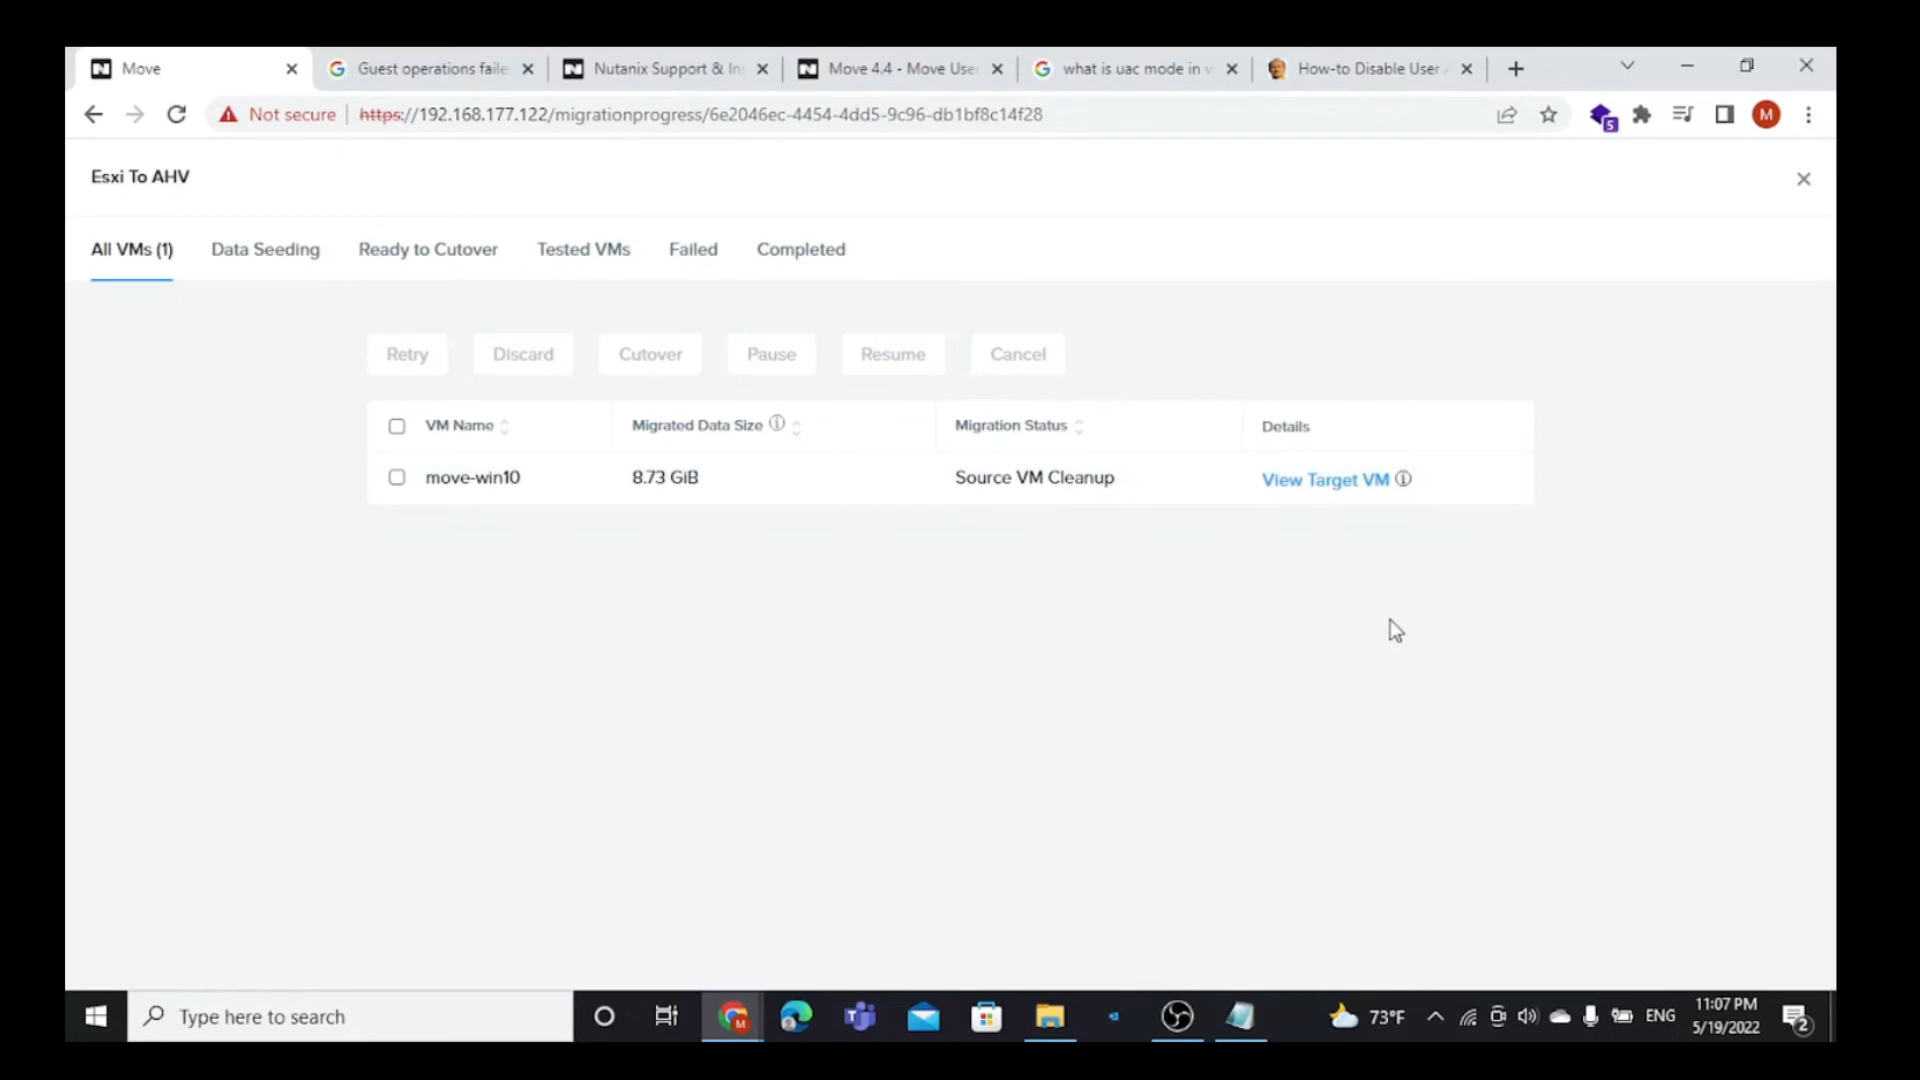 Move
Guest operations faile
Nutanix Support & In
Move 4.4 - Move Use
what is uac mode in
How-to Disable User
Not secure | https://192.168.177.122/migrationprogress/6e2046ec-4454-4dd5-9c96-db1bf8c14f28
5
M
Esxi To AHV
All VMs (1)
Data Seeding
Ready to Cutover
Tested VMs
Failed
Completed
Retry
Discard
Cutover
Pause
Resume
Cancel
VM Name
Migrated Data Size
Migration Status
Details
move-win10
8.73 GiB
Source VM Cleanup
View Target VM
Type here to search
M
73°F
ENG
11:07 PM
5/19/2022
2